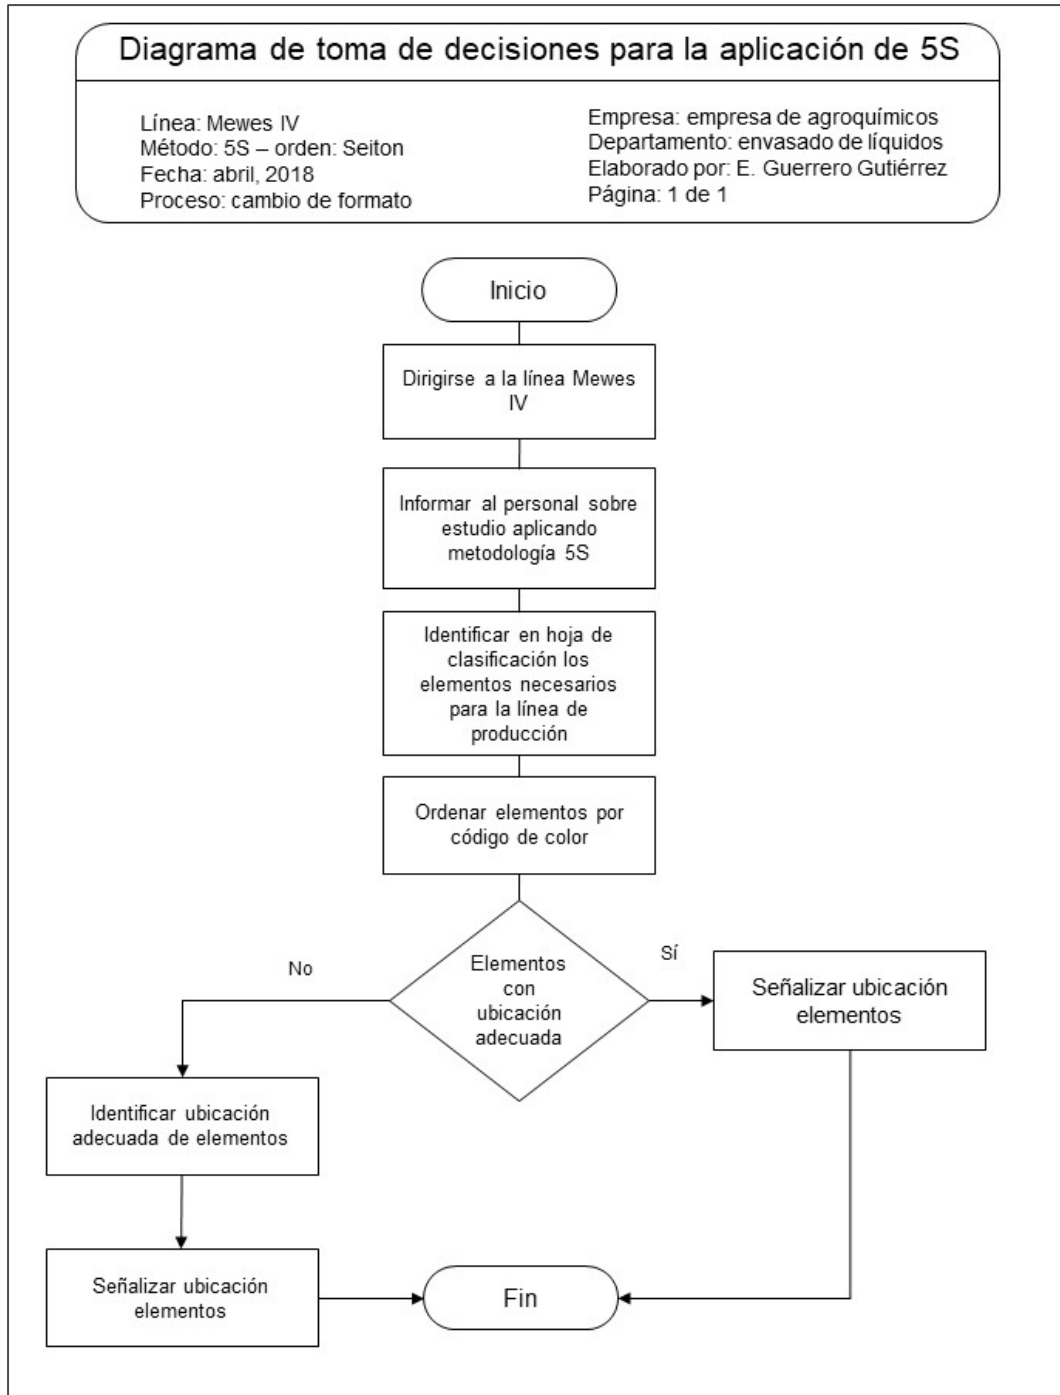 Diagrama de toma de decisiones para la aplicación de 5S
Línea: Mewes IV
Método: 5S – orden: Seiton
Fecha: abril, 2018
Proceso: cambio de formato
Empresa: empresa de agroquímicos
Departamento: envasado de líquidos
Elaborado por: E. Guerrero Gutiérrez
Página: 1 de 1
Inicio
Dirigirse a la línea Mewes
IV
Informar al personal sobre
estudio aplicando
metodología 5S
Identificar en hoja de
clasificación los
elementos necesarios
para la línea de
producción
Ordenar elementos por
código de color
Elementos
con
ubicación
adecuada
No
Sí
Señalizar ubicación
elementos
Identificar ubicación
adecuada de elementos
Señalizar ubicación
elementos
Fin